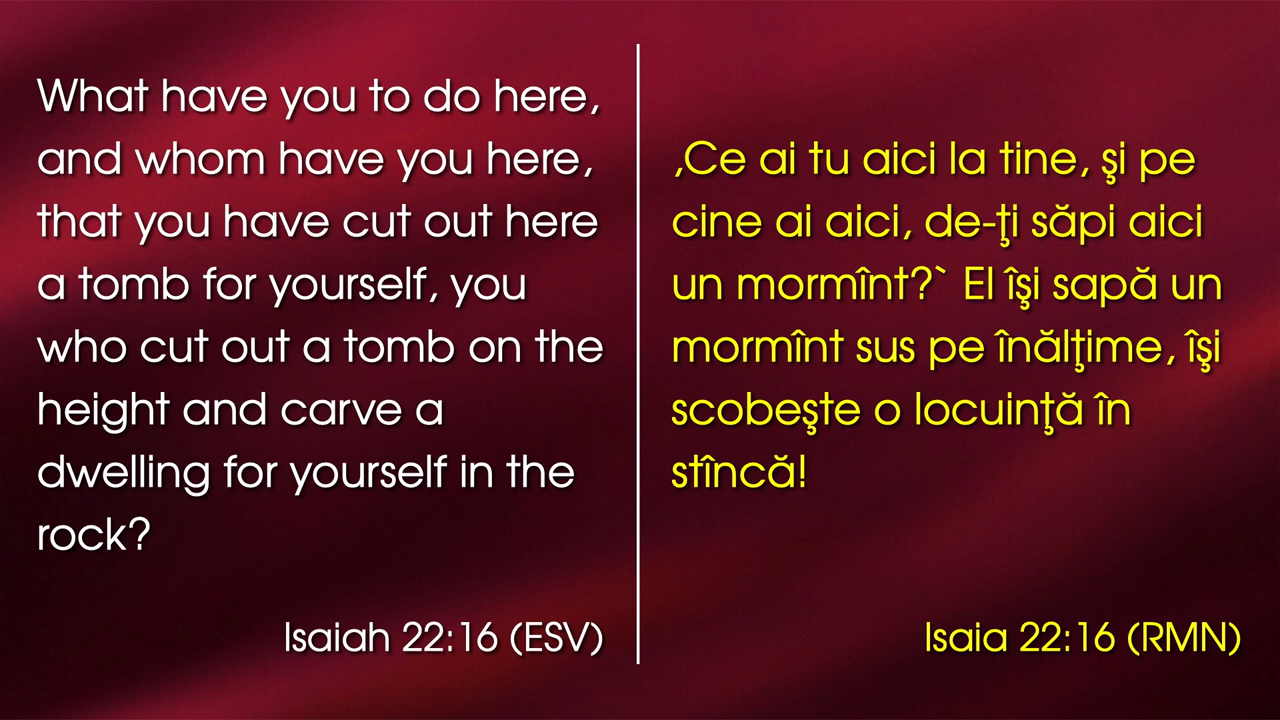 What have you to do here,
and whom have you here,
that you have cut out here
a tomb for yourself, you
who cut out a tomb on the
height and carve a
dwelling for yourself in the
rock?
Isaiah 22:16 (ESV)
‚Ce ai tu aici la tine, şi pe
cine ai aici, de-ţi săpi aici
un mormînt?` El îşi sapă un
mormînt sus pe înălţime, îşi
scobeşte o locuinţă în
stîncă!
Isaia 22:16 (RMN)